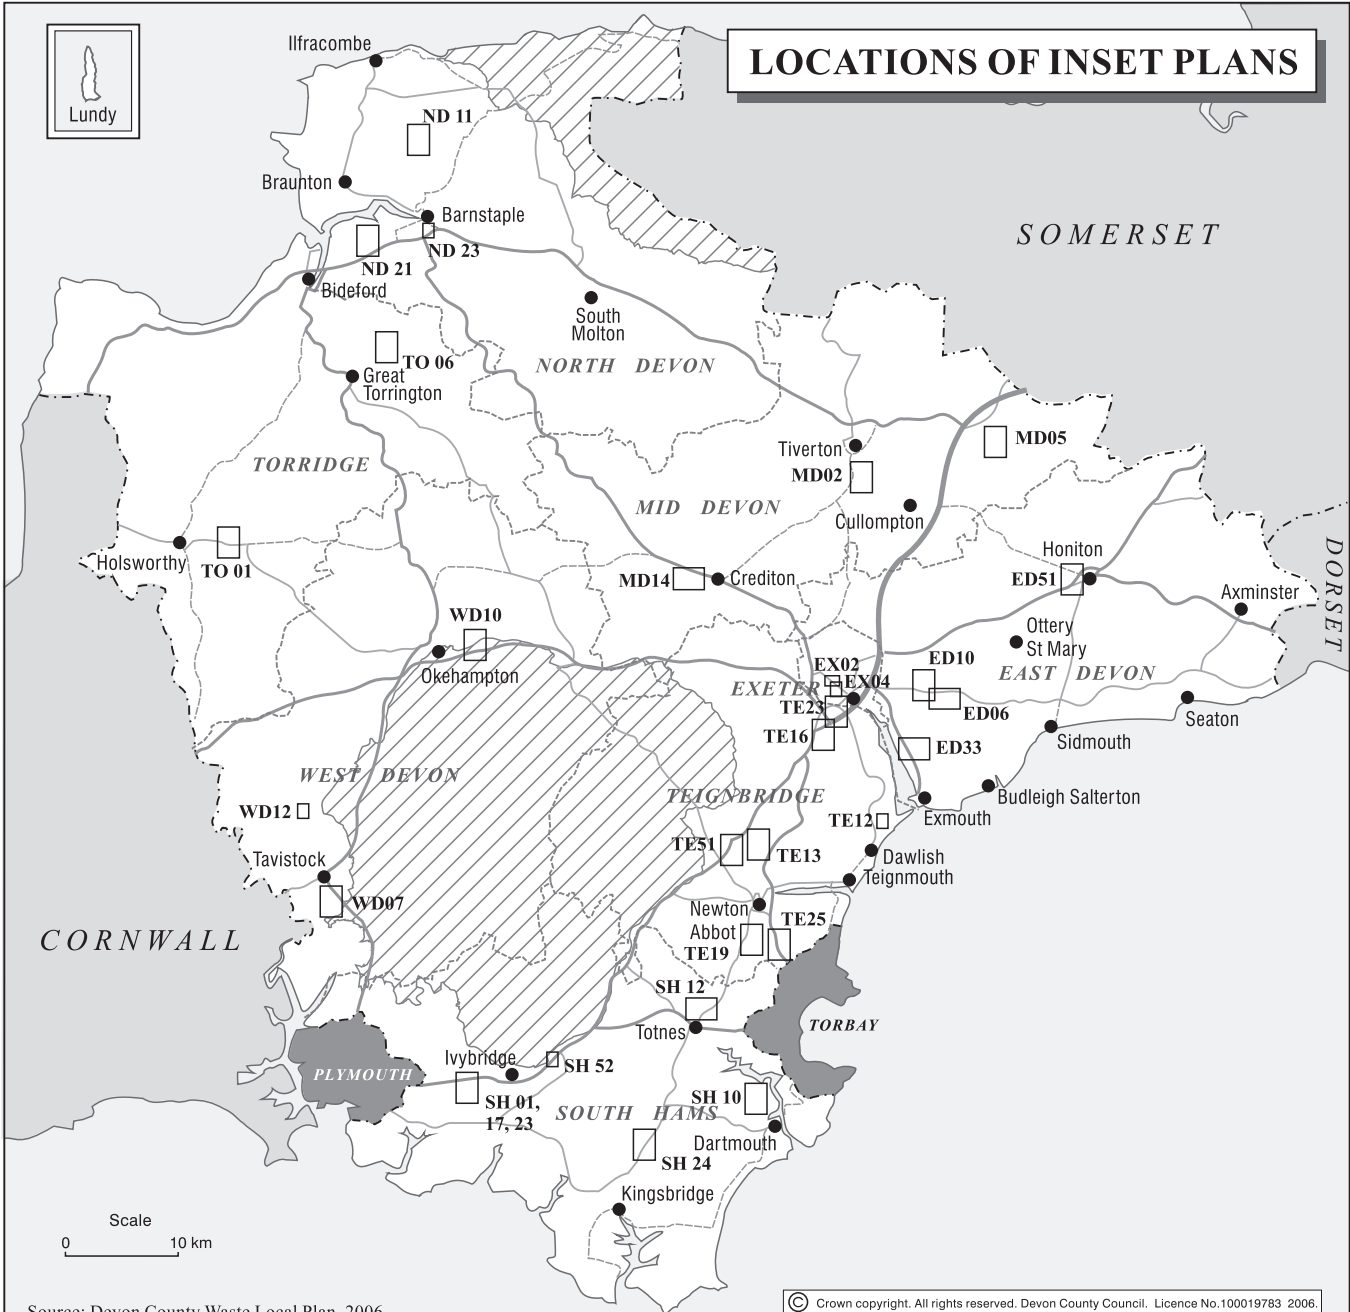 LOCATIONS OF INSET PLANS
Lundy
Ilfracombe
ND 11
Braunton
Barnstaple
ND 23
ND 21
Bideford
SOMERSET
South
Molton
NORTH DEVON
TO 06
Great
Torrington
TORRIDGE
Tiverton
MD02
MD05
MID DEVON
Cullompton
Holsworthy
TO 01
MD14
Crediton
Honiton
ED51
Axminster
DORSET
WD10
Okehampton
Ottery
St Mary
EX02
EX04
EXETER
ED10
EAST DEVON
TE23
ED06
Seaton
TE16
ED33
Sidmouth
WEST DEVON
TEIGNBRIDGE
Budleigh Salterton
Exmouth
WD12
TE12
TE51
TE13
Dawlish
Teignmouth
Tavistock
WD07
Newton
Abbot
TE25
TE19
CORNWALL
SH 12
Totnes
TORBAY
Ivybridge
SH 52
PLYMOUTH
SH 01,
17, 23
SOUTH HAMS
SH 10
Dartmouth
SH 24
Kingsbridge
Scale
0 10 km
Source: Devon County Waste Local Plan, 2006
© Crown copyright. All rights reserved. Devon County Council. Licence No.100019783 2006.